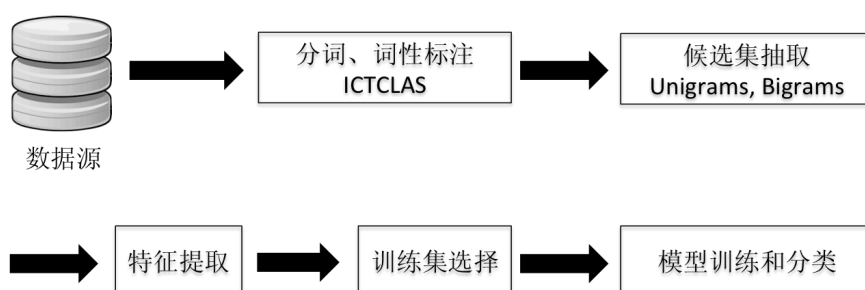 数据源
分词、词性标注
ICTCLAS
候选集抽取
Unigrams, Bigrams
特征提取
训练集选择
模型训练和分类